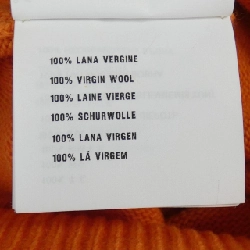 100% LANA VERGINE
100% VIRGIN WOOL
100% LAINE VIERGE
100% SCHURWOLLE
100% LANA VIRGEN
100% LÃ VIRGEM